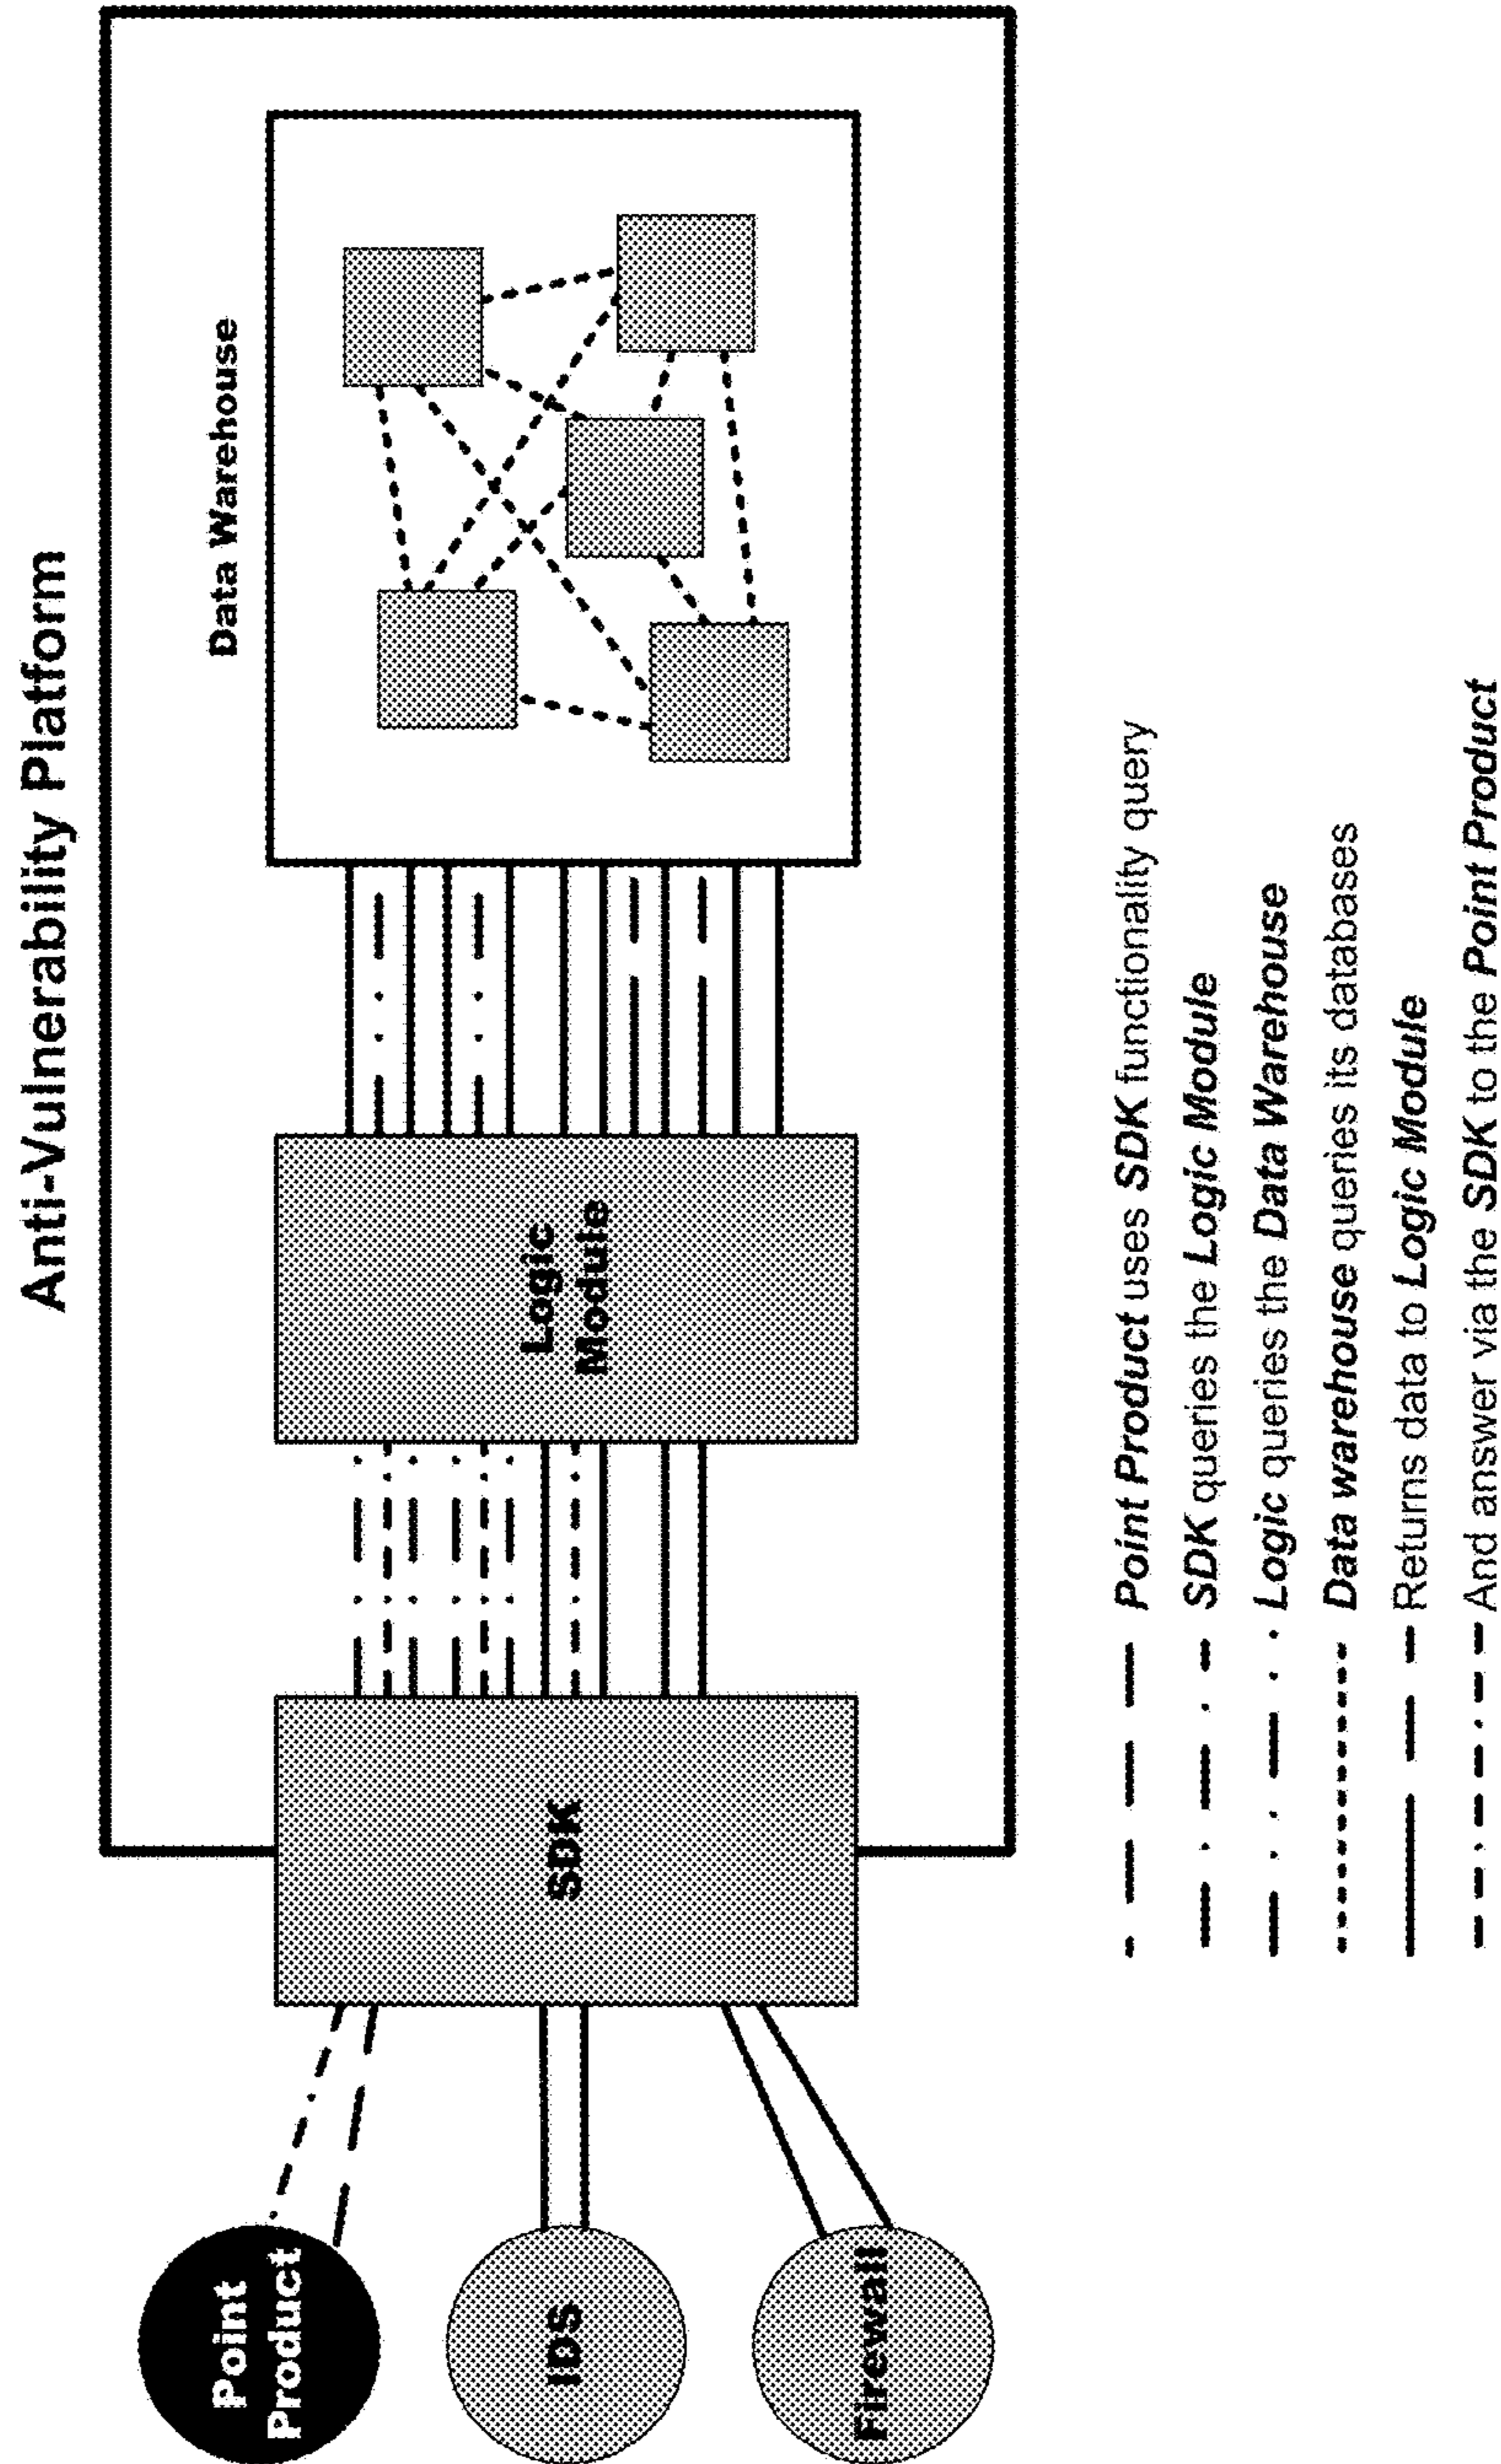 Anti-Vulnerability Platform
Data Warehouse
Point
Product
IDS
Firewall
SDK
Logic
Module
Point Product uses SDK functionality query
SDK queries the Logic Module
Logic queries the Data Warehouse
Data warehouse queries its databases
Returns data to Logic Module
And answer via the SDK to the Point Product